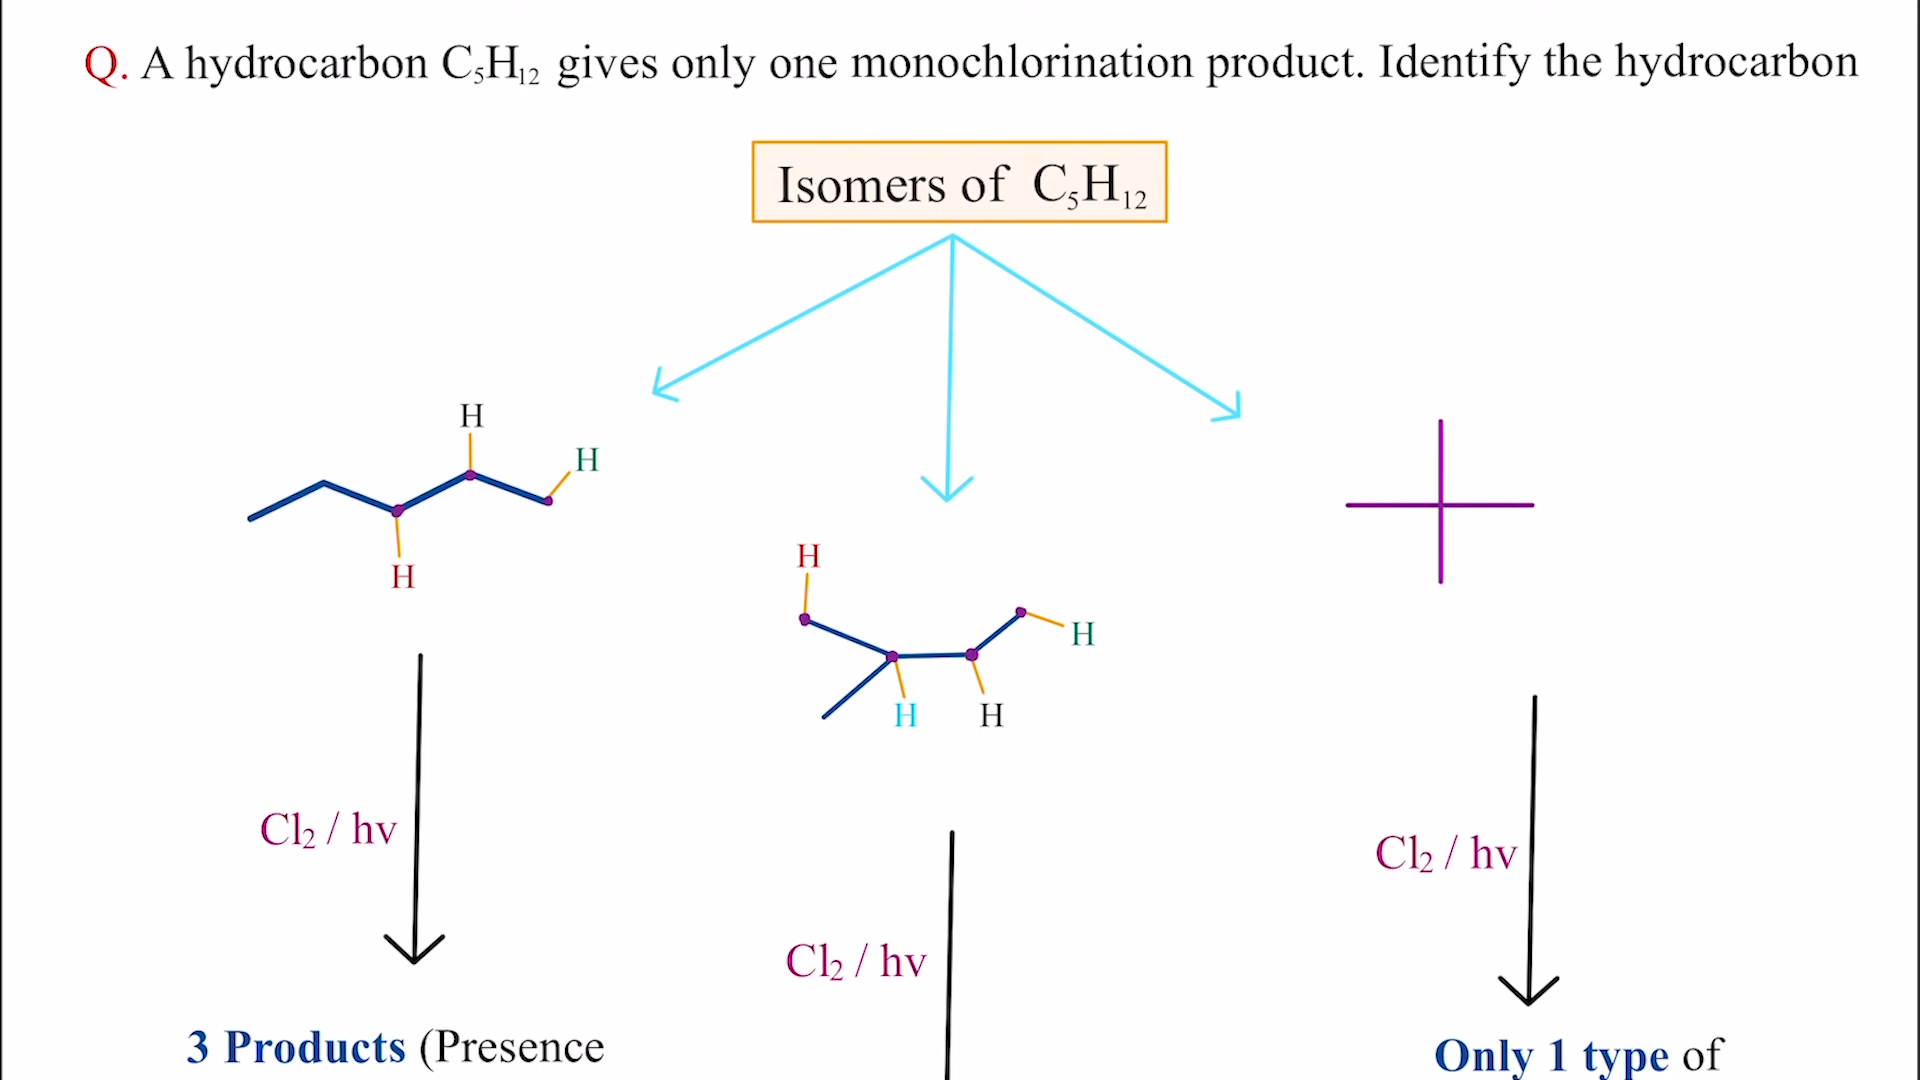 Q. A hydrocarbon C₅H₁₂ gives only one monochlorination product. Identify the hydrocarbon
Isomers of C₅H₁₂
H
H
H
H
H
H
H
Cl₂ / hv
Cl₂ / hv
Cl₂ / hv
3 Products (Presence
Only 1 type of